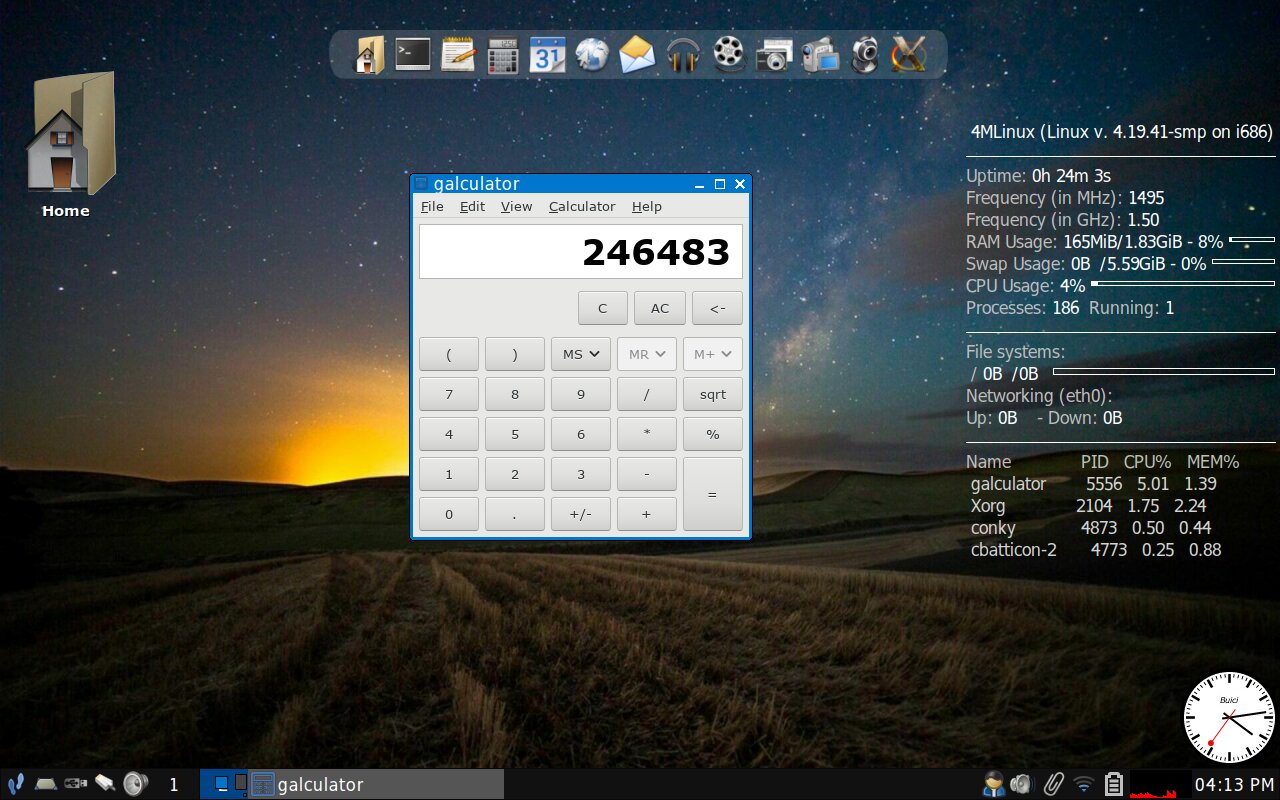 31
Home
4MLinux (Linux v. 4.19.41-smp on i686)
Uptime: 0h 24m 3s
Frequency (in MHz): 1495
Frequency (in GHz): 1.50
RAM Usage: 165MiB/1.83GiB - 8%
Swap Usage: 0B /5.59GiB - 0%
CPU Usage: 4%
Processes: 186 Running: 1
File systems:
/ 0B /0B
Networking (eth0):
Up: 0B - Down: 0B
Name PID CPU% MEM%
galculator 5556 5.01 1.39
Xorg 2104 1.75 2.24
conky 4873 0.50 0.44
cbatticon-2 4773 0.25 0.88
galculator
File Edit View Calculator Help
246483
C AC <-
( ) MS MR M+
7 8 9 / sqrt
4 5 6 * %
1 2 3 -
=
0 . +/- +
Buici
1 galculator 04:13 PM